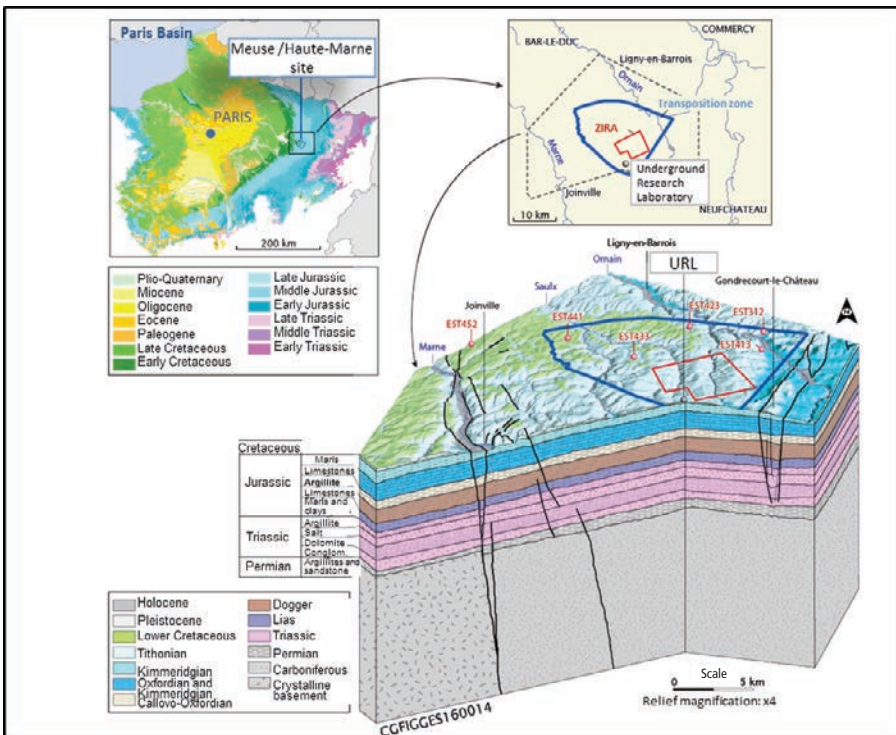 Paris Basin
Meuse /Haute-Marne
site
PARIS
200 km
COMMERCY
BAR-LE-DUC
Ligny-en-Barrois
Ornain
Transposition zone
ZIRA
Marne
Underground
Research
Laboratory
Joinville
NEUFCHATEAU
10 km
Plio-Quaternary
Miocene
Oligocene
Eocene
Paleogene
Late Cretaceous
Early Cretaceous
Late Jurassic
Middle Jurassic
Early Jurassic
Late Triassic
Middle Triassic
Early Triassic
Ligny-en-Barrois
Ornain
URL
Saulx
Gondrecourt-le-Château
Joinville
EST452
EST441
EST423
EST312
EST433
EST413
Marne
Cretaceous
Jurassic
Marls
Limestones
Argillite
Limestones
Marls and
clays
Triassic
Argillite
Salt
Dolomite
Conglom.
Permian
Argillites and
sandstone
Holocene
Pleistocene
Lower Cretaceous
Tithonian
Kimmeridgian
Oxfordian and
Kimmeridgian
Callovo-Oxfordian
Dogger
Lias
Triassic
Permian
Carboniferous
Crystalline
basement
CGFIGGES160014
Scale
5 km
Relief magnification: x4